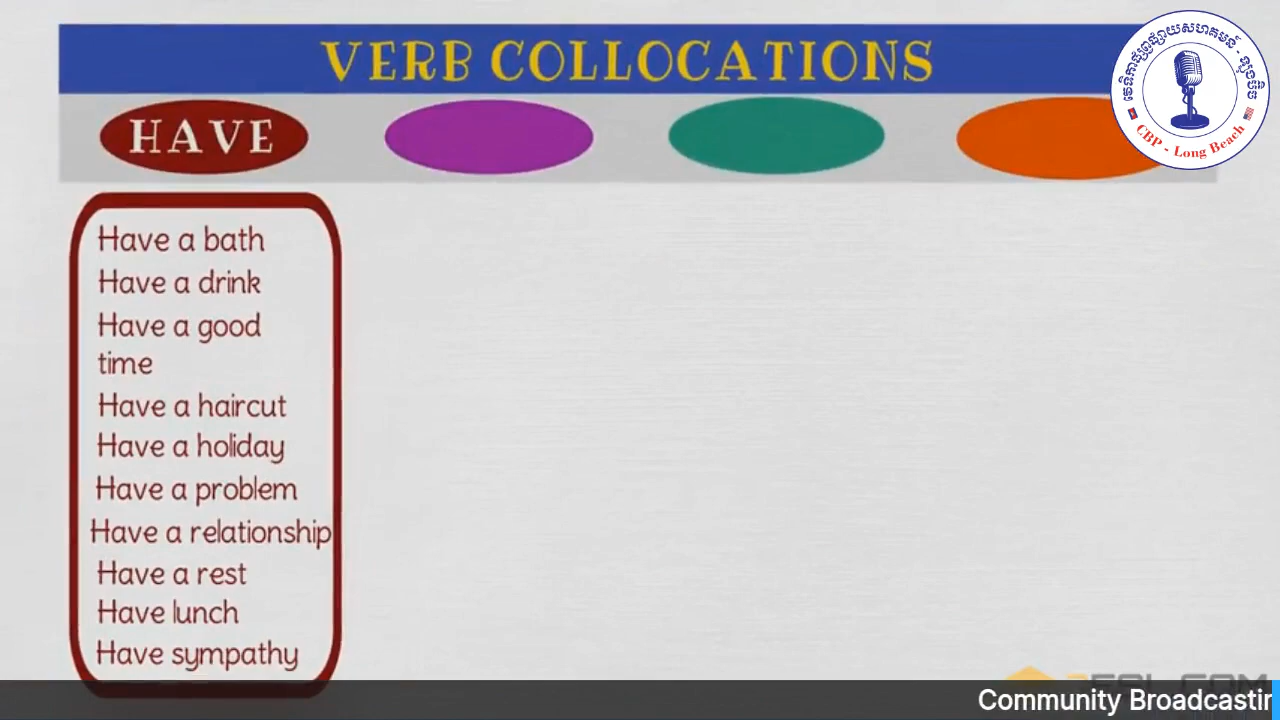 VERB COLLOCATIONS
HAVE
Have a bath
Have a drink
Have a good
time
Have a haircut
Have a holiday
Have a problem
Have a relationship
Have a rest
Have lunch
Have sympathy
CBP - Long Beach
Community Broadcastin